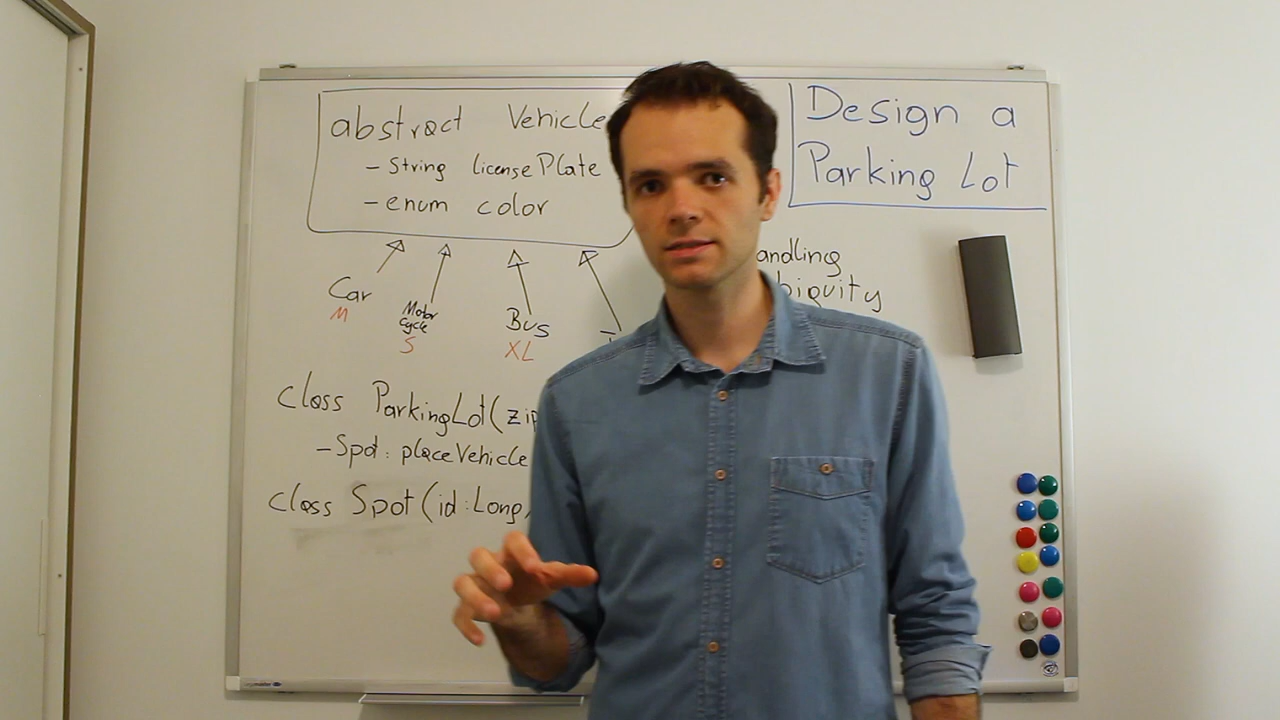 abstract Vehicle
- String licensePlate
- enum color
Design a
Parking Lot
Car
M
Motor
Cycle
S
Bus
XL
andling
biguity
class ParkingLot(zip
- Spot: placeVehicle
class Spot(id:Long,